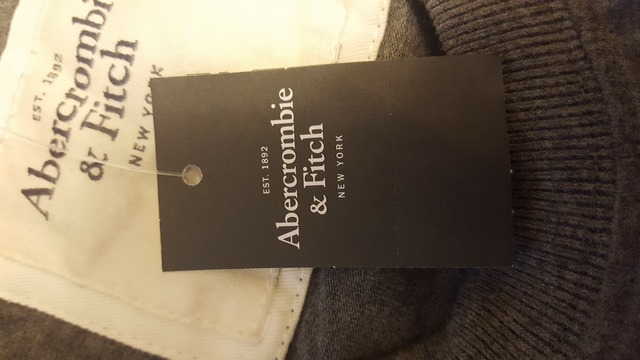 EST. 1892
Abercrombie
& Fitch
NEW YORK
EST. 1892
Abercrombie
& Fitch
NEW YORK